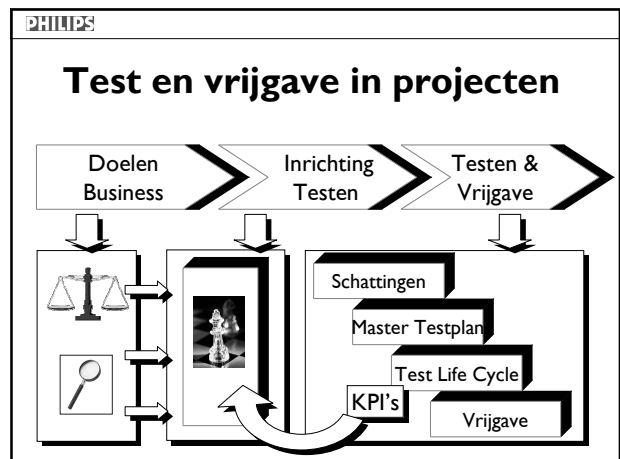 PHILIPS
Test en vrijgave in projecten
Doelen
Business
Inrichting
Testen
Testen &
Vrijgave
Schattingen
Master Testplan
Test Life Cycle
KPI's
Vrijgave